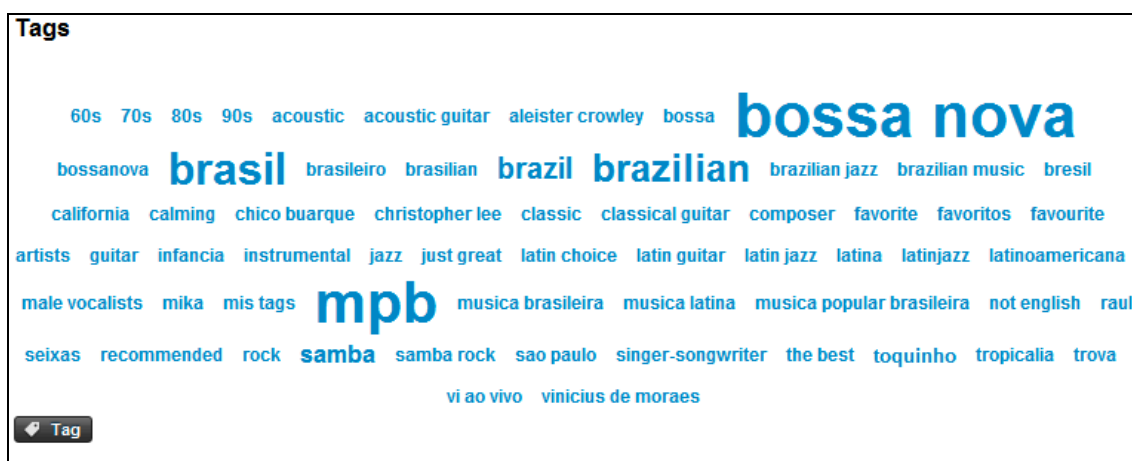 Tags
60s 70s 80s 90s acoustic acoustic guitar aleister crowley bossa bossa nova
bossanova brasil brasileiro brasilian brazil brazilian brazilian jazz brazilian music bresil
california calming chico buarque christopher lee classic classical guitar composer favorite favoritos favourite
artists guitar infancia instrumental jazz just great latin choice latin guitar latin jazz latina latinjazz latinoamericana
male vocalists mika mis tags mpb musica brasileira musica latina musica popular brasileira not english raul
seixas recommended rock samba samba rock sao paulo singer-songwriter the best toquinho tropicalia trova
vi ao vivo vinicius de moraes
Tag